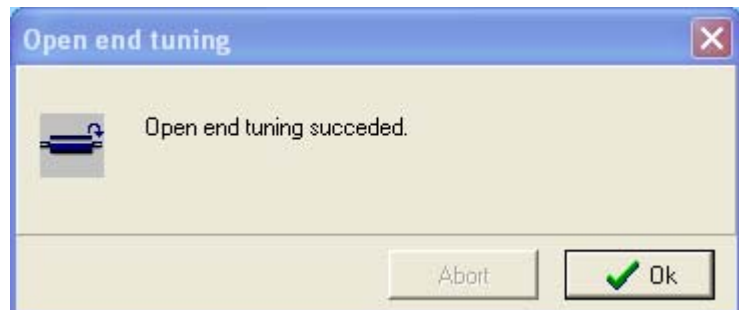 Open end tuning
Open end tuning succeded.
Abort
Ok